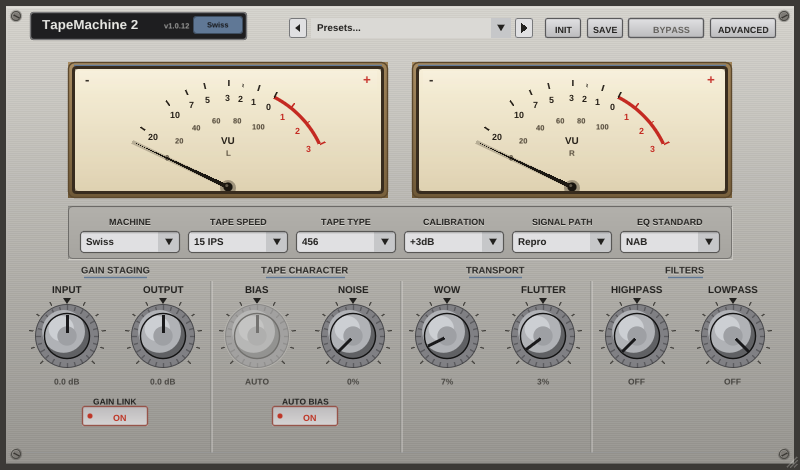 TapeMachine 2 v1.0.12 Swiss
Presets...
INIT SAVE BYPASS ADVANCED
- 20 10 7 5 3 2 1 0 1 2 3 +
0 20 40 60 80 100
VU
L
- 20 10 7 5 3 2 1 0 1 2 3 +
0 20 40 60 80 100
VU
R
MACHINE TAPE SPEED TAPE TYPE CALIBRATION SIGNAL PATH EQ STANDARD
Swiss 15 IPS 456 +3dB Repro NAB
GAIN STAGING TAPE CHARACTER TRANSPORT FILTERS
INPUT OUTPUT BIAS NOISE WOW FLUTTER HIGHPASS LOWPASS
0.0 dB 0.0 dB AUTO 0% 7% 3% OFF OFF
GAIN LINK AUTO BIAS
ON ON